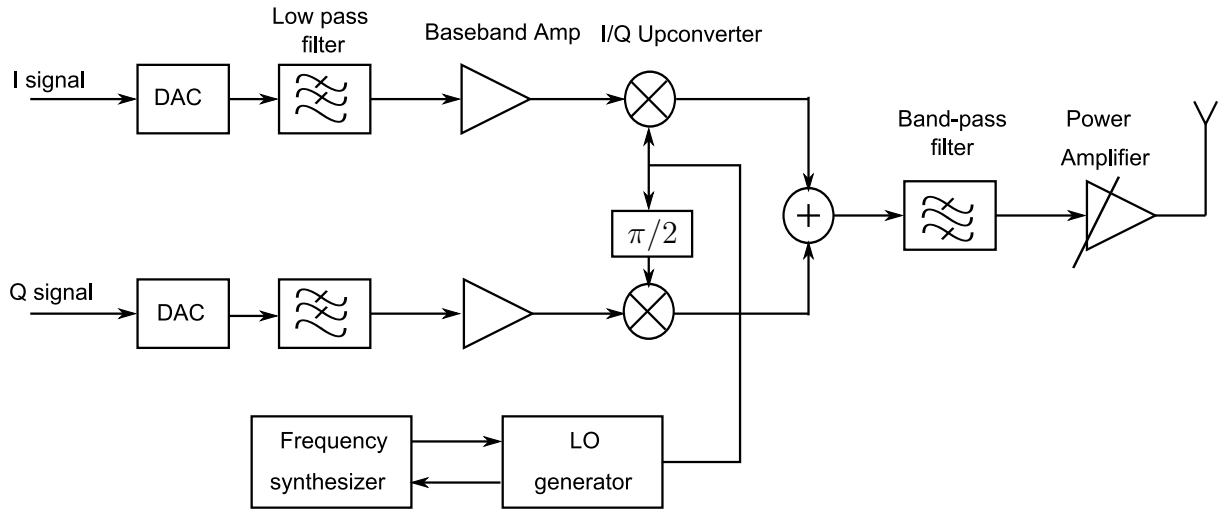 Low pass
filter
Baseband Amp
I/Q Upconverter
I signal
DAC
Band-pass
filter
Power
Amplifier
+
π/2
Q signal
DAC
Frequency
synthesizer
LO
generator